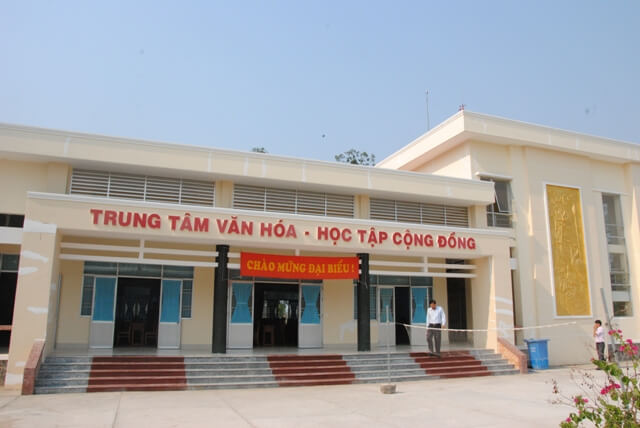 TRUNG TÂM VĂN HÓA - HỌC TẬP CỘNG ĐỒNG
CHÀO MỪNG ĐẠI BIỂU !